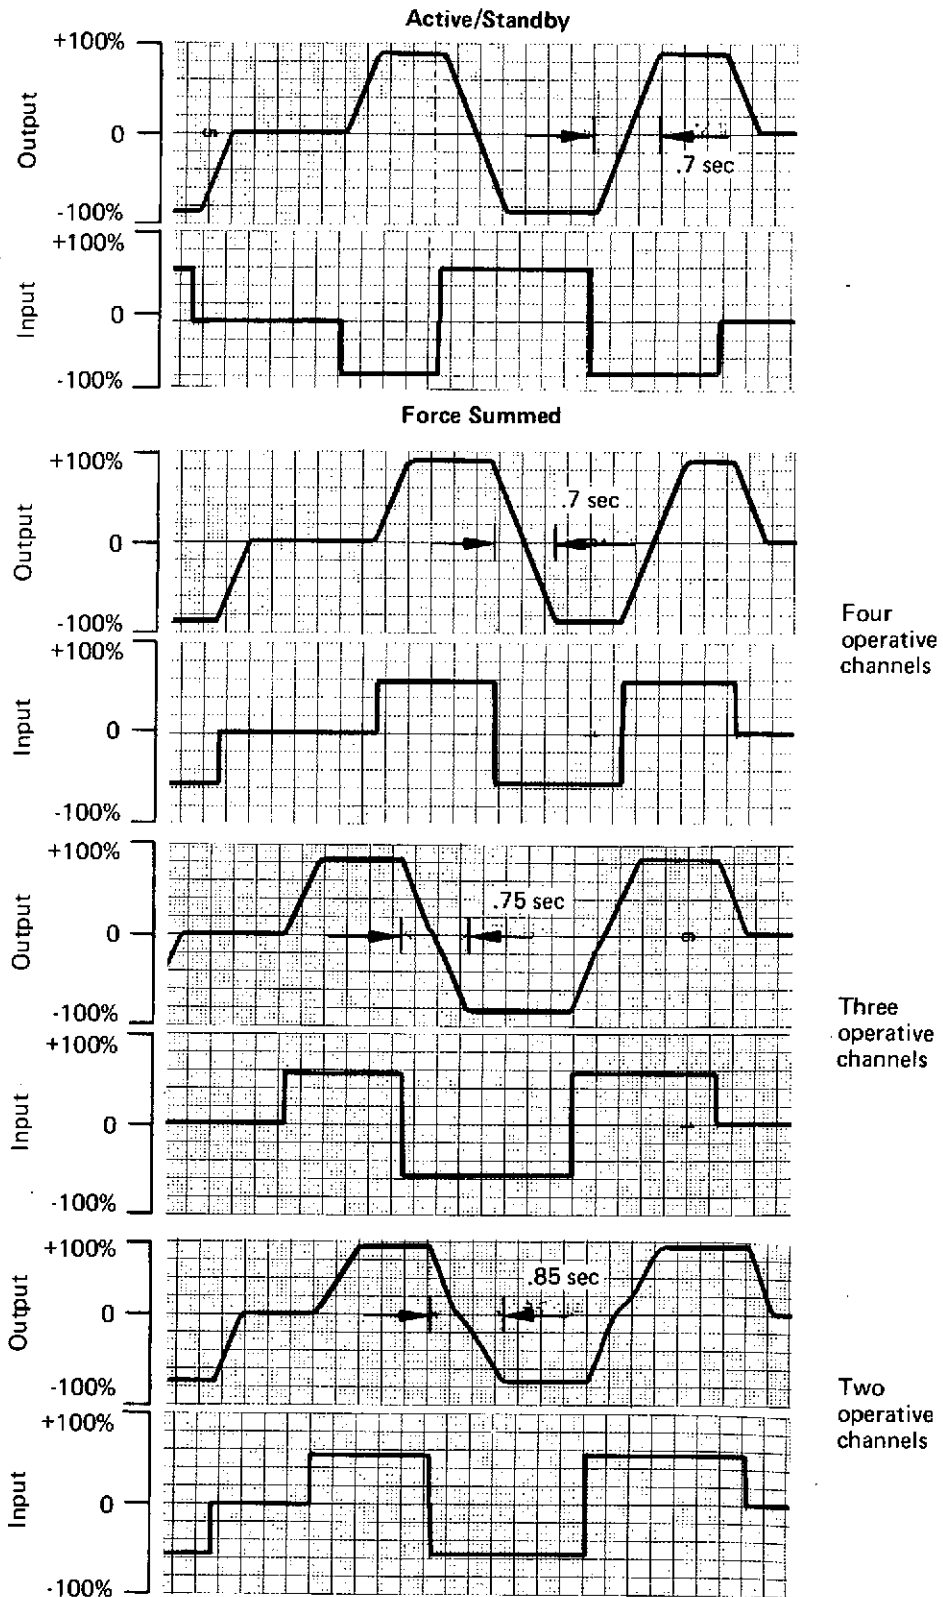 Active/Standby
+100%
Output
0
-100%
.7 sec
+100%
Input
0
-100%
Force Summed
+100%
Output
0
-100%
.7 sec
+100%
Input
0
-100%
Four
operative
channels
+100%
Output
0
-100%
.75 sec
+100%
Input
0
-100%
Three
operative
channels
+100%
Output
0
-100%
.85 sec
+100%
Input
0
-100%
Two
operative
channels